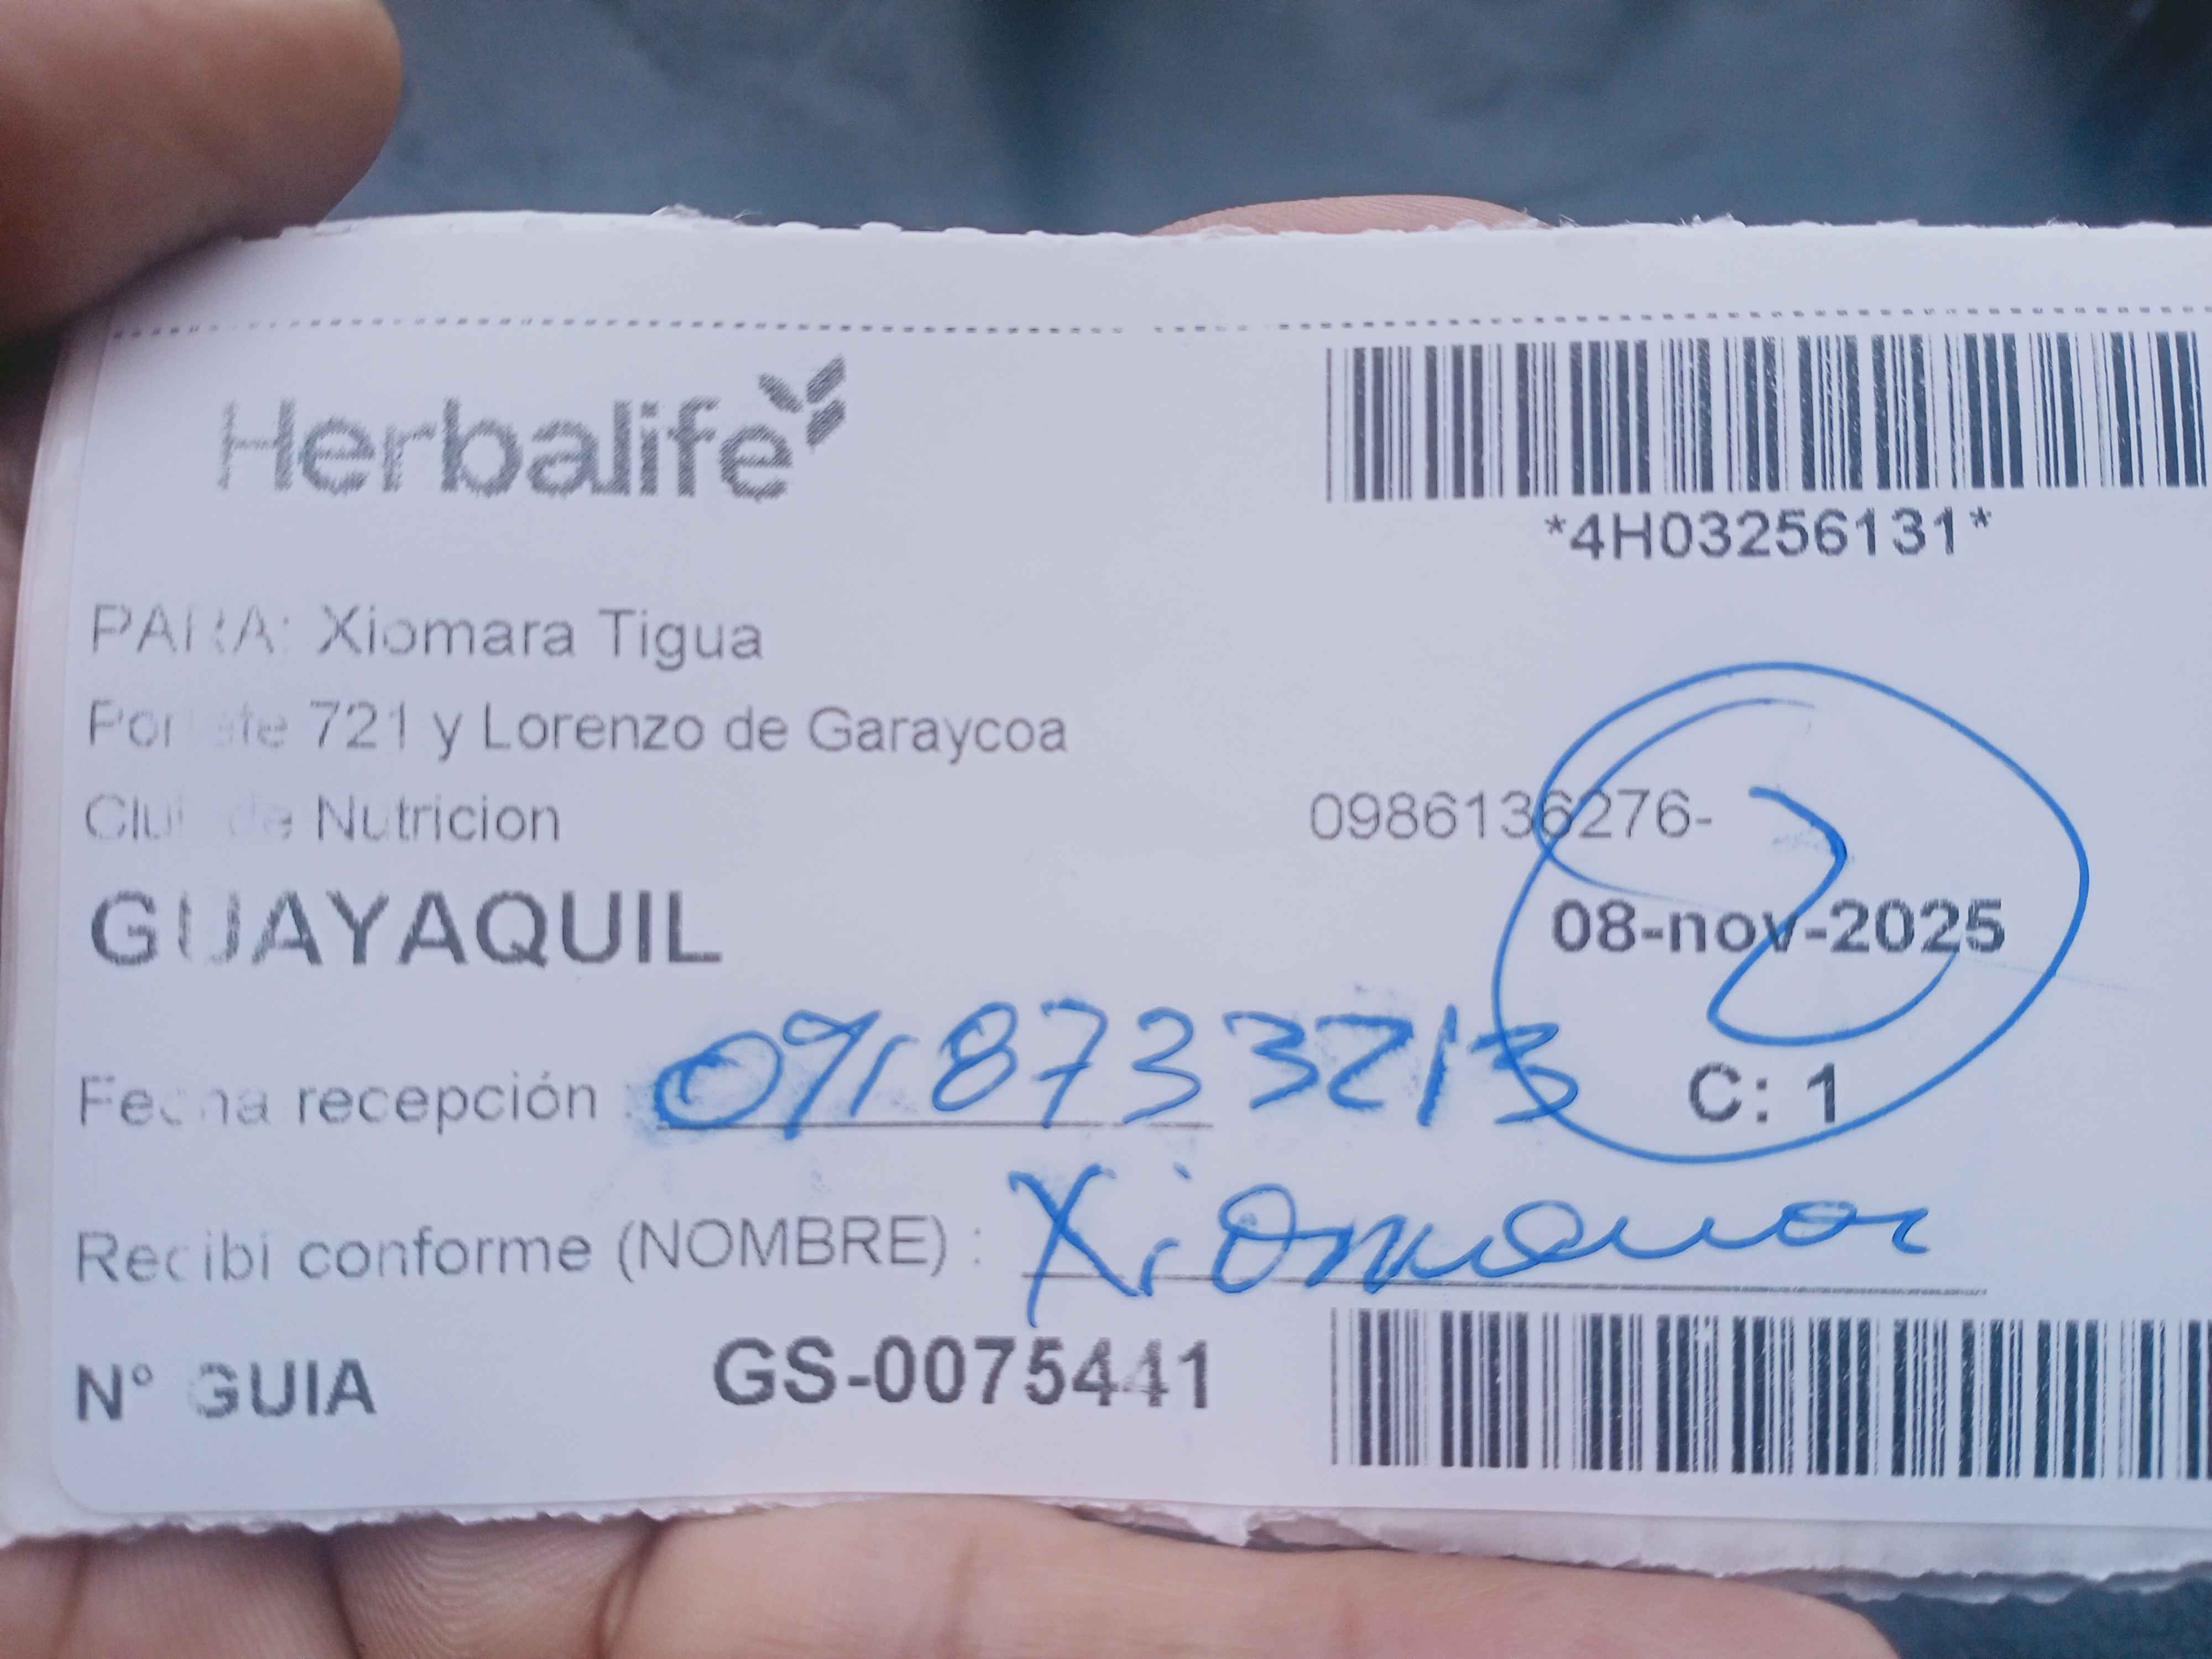 Herbalife
*4H03256131*
PARA: Xiomara Tigua
Portete 721 y Lorenzo de Garaycoa
Club de Nutricion 0986136276-
GUAYAQUIL 08-nov-2025
2
Fecha recepción : 0918733213 C: 1
Recibi conforme (NOMBRE) : Xiomara
N° GUIA GS-0075441